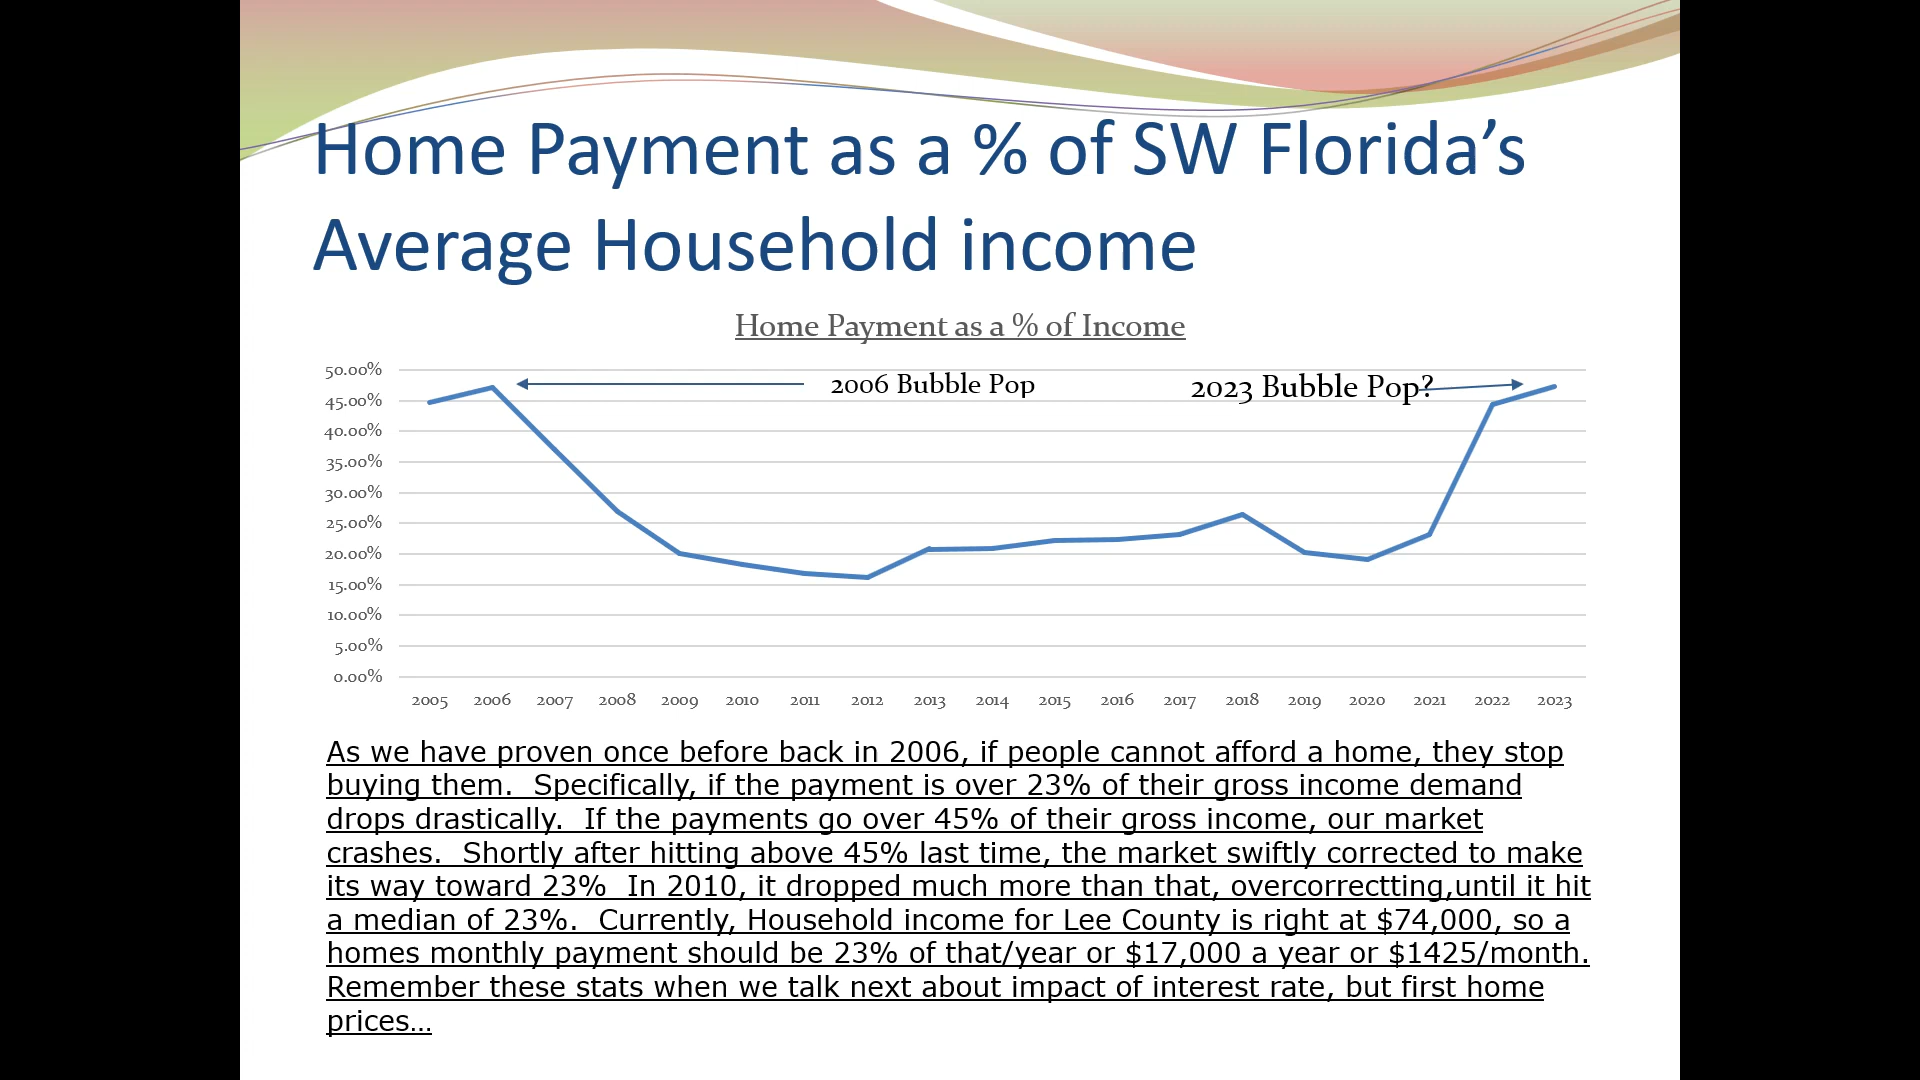 Home Payment as a % of SW Florida’s
Average Household income
Home Payment as a % of Income
50.00%
2006 Bubble Pop
2023 Bubble Pop?
45.00%
40.00%
35.00%
30.00%
25.00%
20.00%
15.00%
10.00%
5.00%
0.00%
2005 2006 2007 2008 2009 2010 2011 2012 2013 2014 2015 2016 2017 2018 2019 2020 2021 2022 2023
As we have proven once before back in 2006, if people cannot afford a home, they stop
buying them.  Specifically, if the payment is over 23% of their gross income demand
drops drastically.  If the payments go over 45% of their gross income, our market
crashes.  Shortly after hitting above 45% last time, the market swiftly corrected to make
its way toward 23%  In 2010, it dropped much more than that, overcorrectting,until it hit
a median of 23%.  Currently, Household income for Lee County is right at $74,000, so a
homes monthly payment should be 23% of that/year or $17,000 a year or $1425/month.
Remember these stats when we talk next about impact of interest rate, but first home
prices…